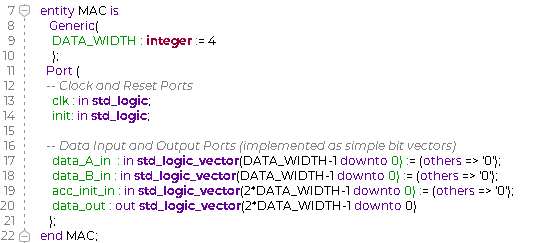 7 entity MAC is
8 Generic(
9 DATA_WIDTH : integer := 4
10 );
11 Port (
12 -- Clock and Reset Ports
13 clk : in std_logic;
14 init: in std_logic;
15
16 -- Data Input and Output Ports (implemented as simple bit vectors)
17 data_A_in : in std_logic_vector(DATA_WIDTH-1 downto 0) := (others => '0');
18 data_B_in : in std_logic_vector(DATA_WIDTH-1 downto 0) := (others => '0');
19 acc_init_in : in std_logic_vector(2*DATA_WIDTH-1 downto 0) := (others => '0');
20 data_out : out std_logic_vector(2*DATA_WIDTH-1 downto 0)
21 );
22 end MAC;